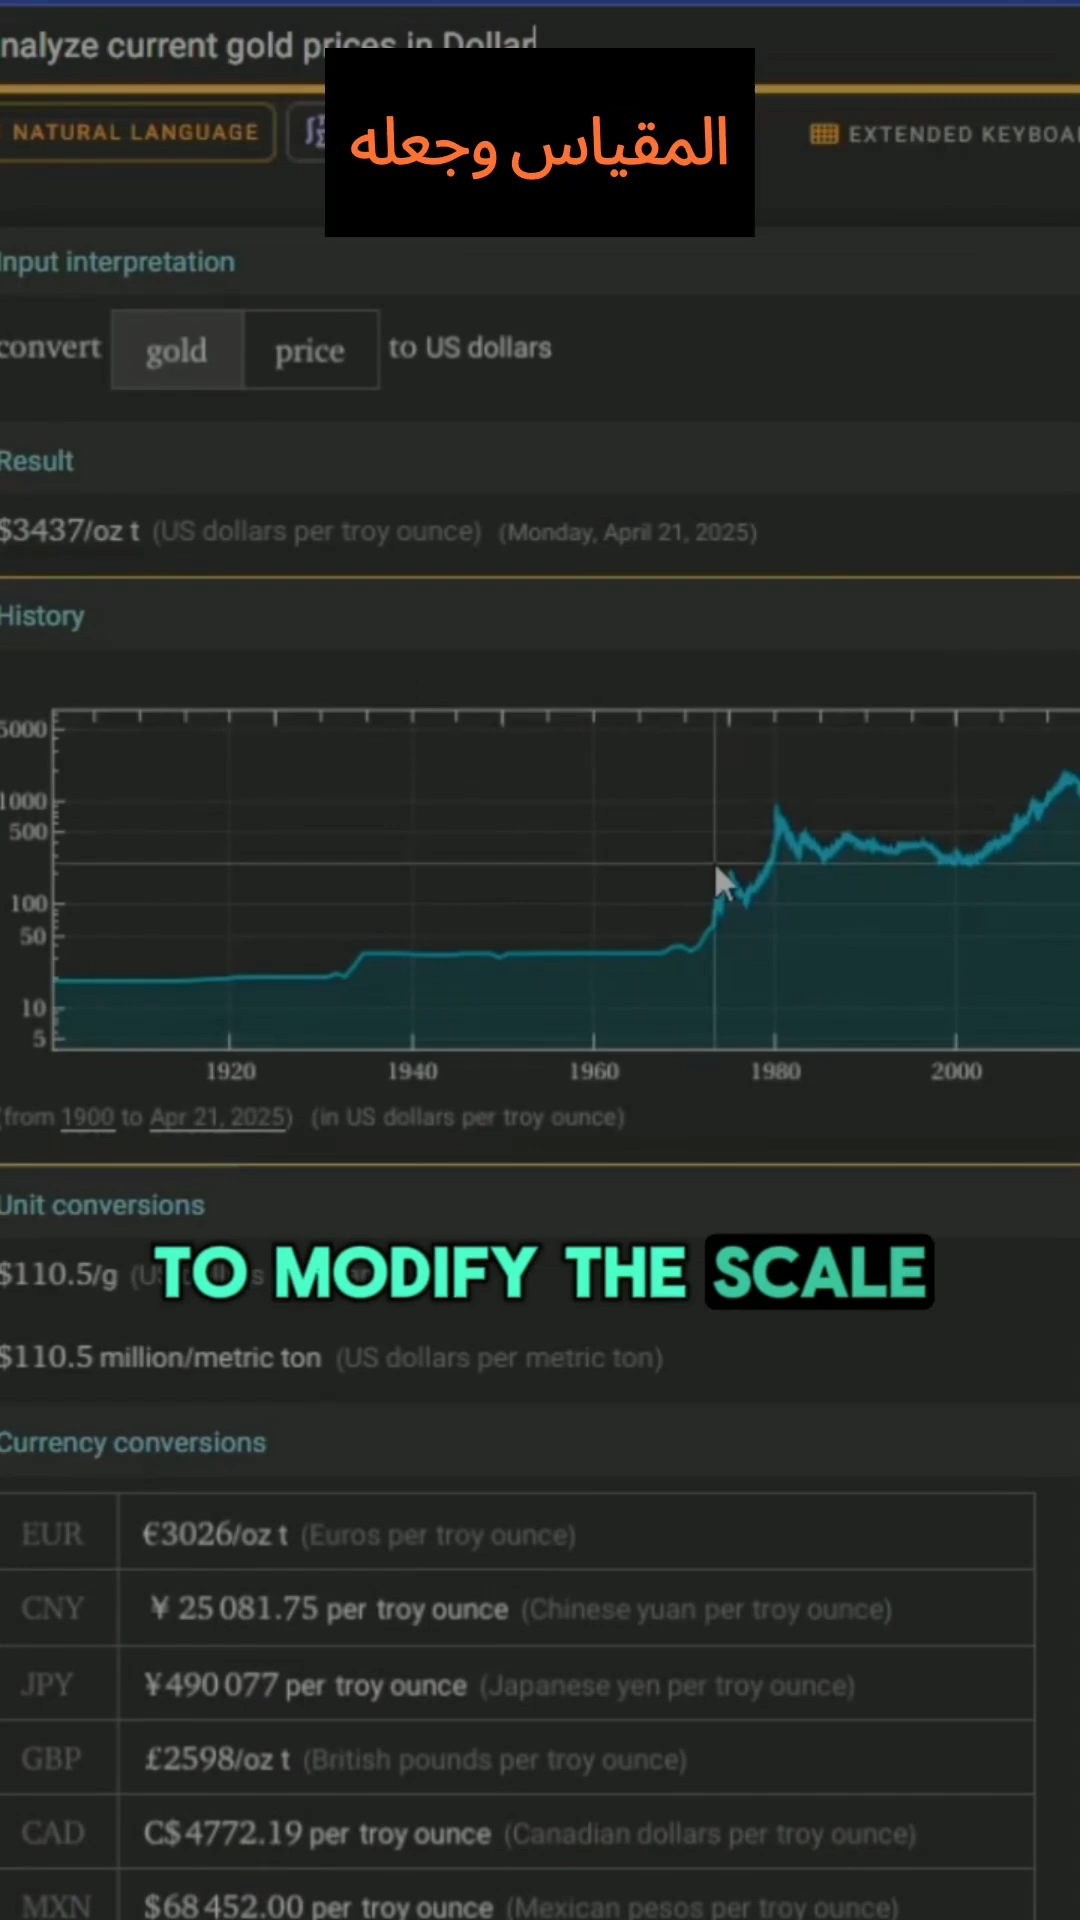 nalyze current gold prices in Dollar
المقياس وجعله
NATURAL LANGUAGE
EXTENDED KEYBOA
Input interpretation
convert gold price to US dollars
Result
$3437/oz t (US dollars per troy ounce) (Monday, April 21, 2025)
History
5000
1000
500
100
50
10
5
1920 1940 1960 1980 2000
(from 1900 to Apr 21, 2025) (in US dollars per troy ounce)
Unit conversions
$110.5/g
TO MODIFY THE SCALE
$110.5 million/metric ton (US dollars per metric ton)
Currency conversions
EUR €3026/oz t (Euros per troy ounce)
CNY ¥ 25 081.75 per troy ounce (Chinese yuan per troy ounce)
JPY ¥490 077 per troy ounce (Japanese yen per troy ounce)
GBP £2598/oz t (British pounds per troy ounce)
CAD C$4772.19 per troy ounce (Canadian dollars per troy ounce)
MXN $68 452.00 per troy ounce (Mexican pesos per troy ounce)